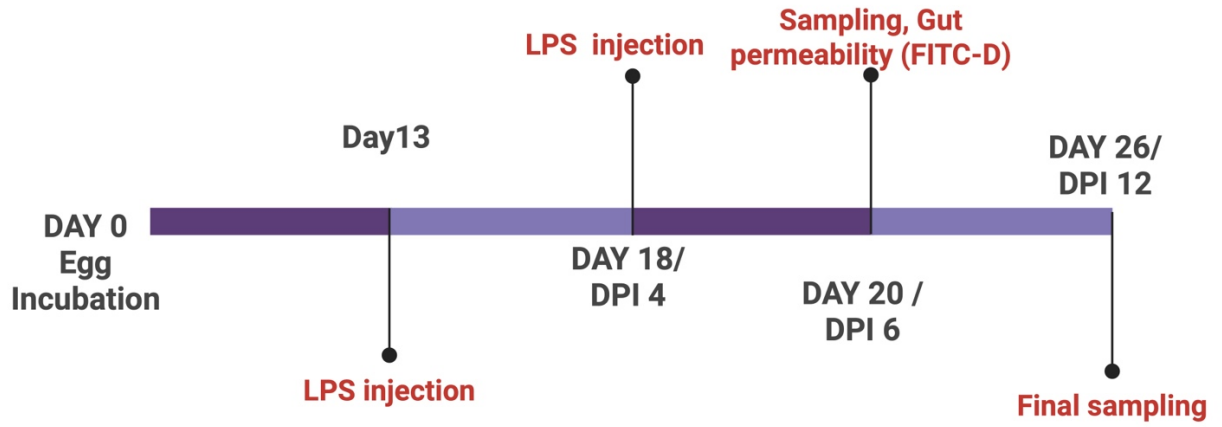 DAY 0
Egg
Incubation
Day13
LPS injection
LPS  injection
DAY 18/
DPI 4
Sampling, Gut
permeability (FITC-D)
DAY 20 /
DPI 6
DAY 26/
DPI 12
Final sampling